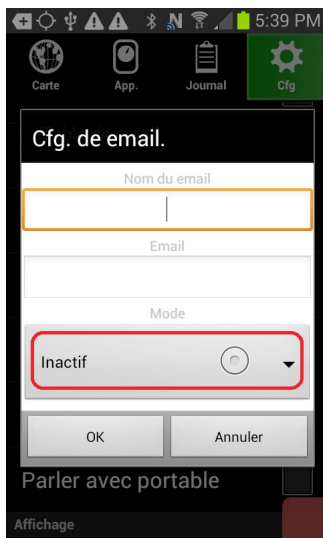 5:39 PM
Carte App. Journal Cfg
Cfg. de email.
Nom du email
Email
Mode
Inactif
OK Annuler
Parler avec portable
Affichage